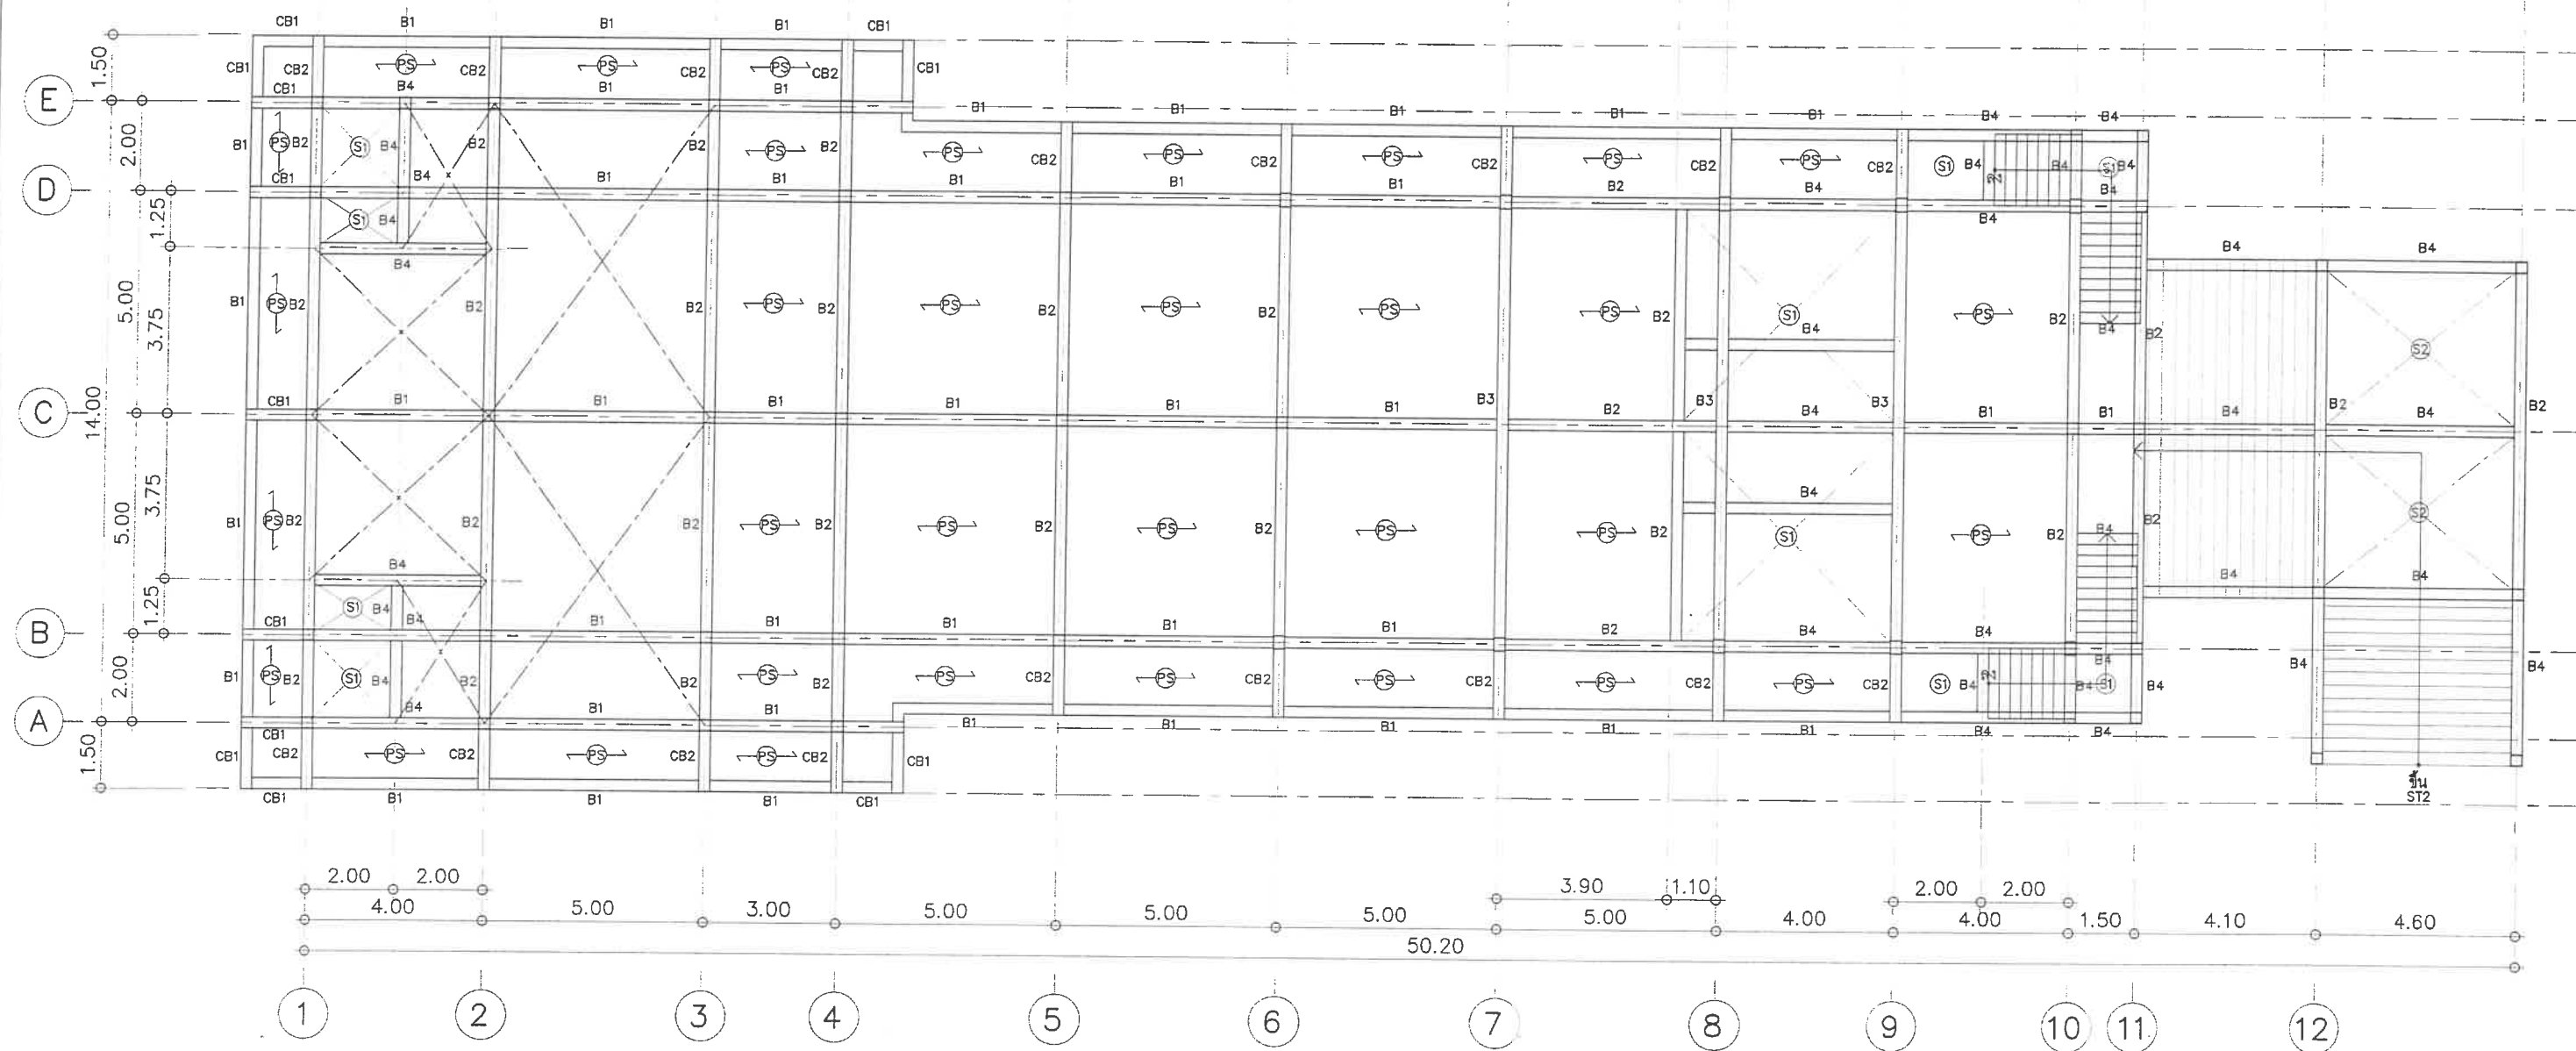 CB1 B1 B1 B1 CB1
1.50 CB1 CB2 PS CB2 PS CB2 PS CB2 CB1
CB1 B4 B1 B1
E B1 B1 B1 B1 B1 B4 B4
2.00 B1 PS B2 S1 B4 B2 B2 PS B2 PS CB2 PS CB2 PS CB2 PS CB2 PS CB2 S1 B4 B4 S1 B4
CB1 B4 B1 B1 B1 B1 B1 B2 B4 B4
D
1.25 S1 B4 B4
B4 B4 B4
5.00 3.75 B1 PS B2 B2 B2 PS B2 PS B2 PS B2 PS PS B2 S1 B4 PS B2 B4 B2 S2
14.00
C CB1 B1 B1 B1 B1 B1 B1 B3 B2 B3 B4 B3 B1 B1 B4 B2 B4 B2
5.00 3.75 B1 PS B2 B2 B2 PS B2 PS B2 PS B2 PS PS B2 B4 S1 PS B2 B4 B2 S2
B4 B4 B4
1.25 S1 B4 B4
B CB1 B1 B1 B1 B1 B1 B2 B4 B4 B4
2.00 B1 PS B2 S1 B4 B2 B2 PS B2 PS CB2 PS CB2 PS CB2 PS CB2 PS CB2 S1 B4 B4 S1 B4 B4 B4
A B4 B1 B1 B1 B1 B1 B1 B1 B4 B4
1.50 CB1 CB1 CB2 PS CB2 PS CB2 PS CB2 CB1
CB1 B1 B1 B1 CB1
ขึ้น
ST2
2.00 2.00 3.90 1.10 2.00 2.00
4.00 5.00 3.00 5.00 5.00 5.00 5.00 4.00 4.00 1.50 4.10 4.60
50.20
1 2 3 4 5 6 7 8 9 10 11 12